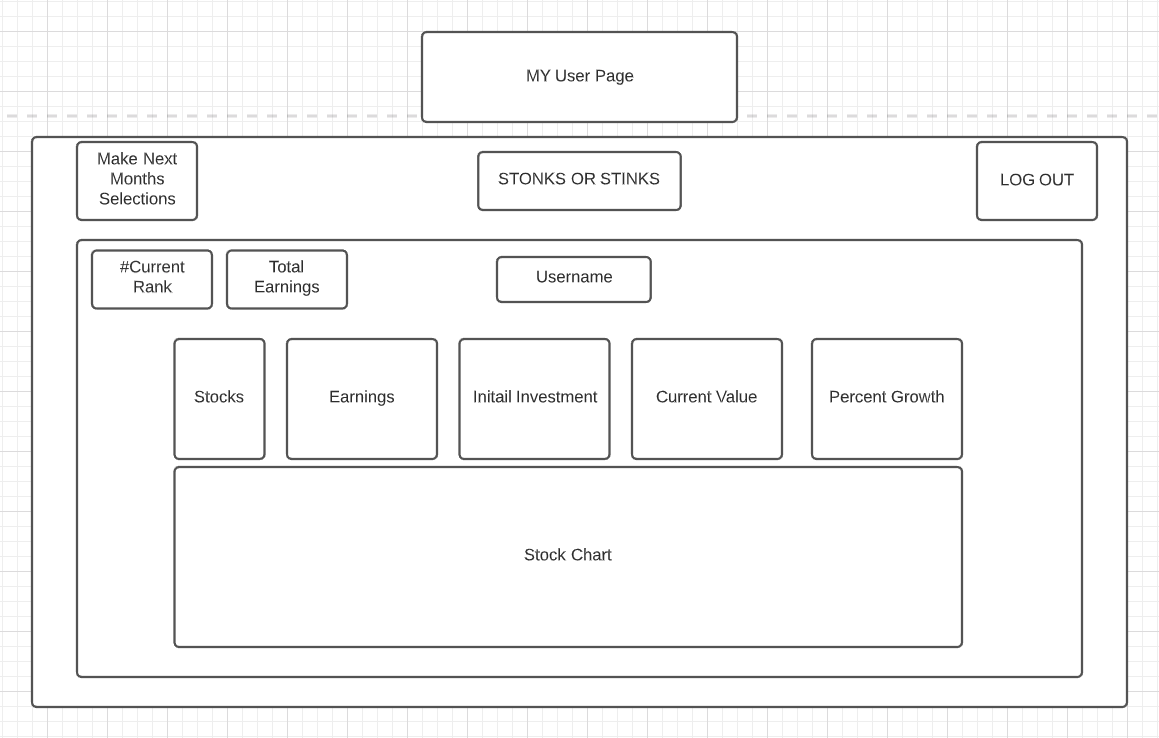 MY User Page
Make Next
Months
Selections
STONKS OR STINKS
LOG OUT
#Current
Rank
Total
Earnings
Username
Stocks
Earnings
Initail Investment
Current Value
Percent Growth
Stock Chart